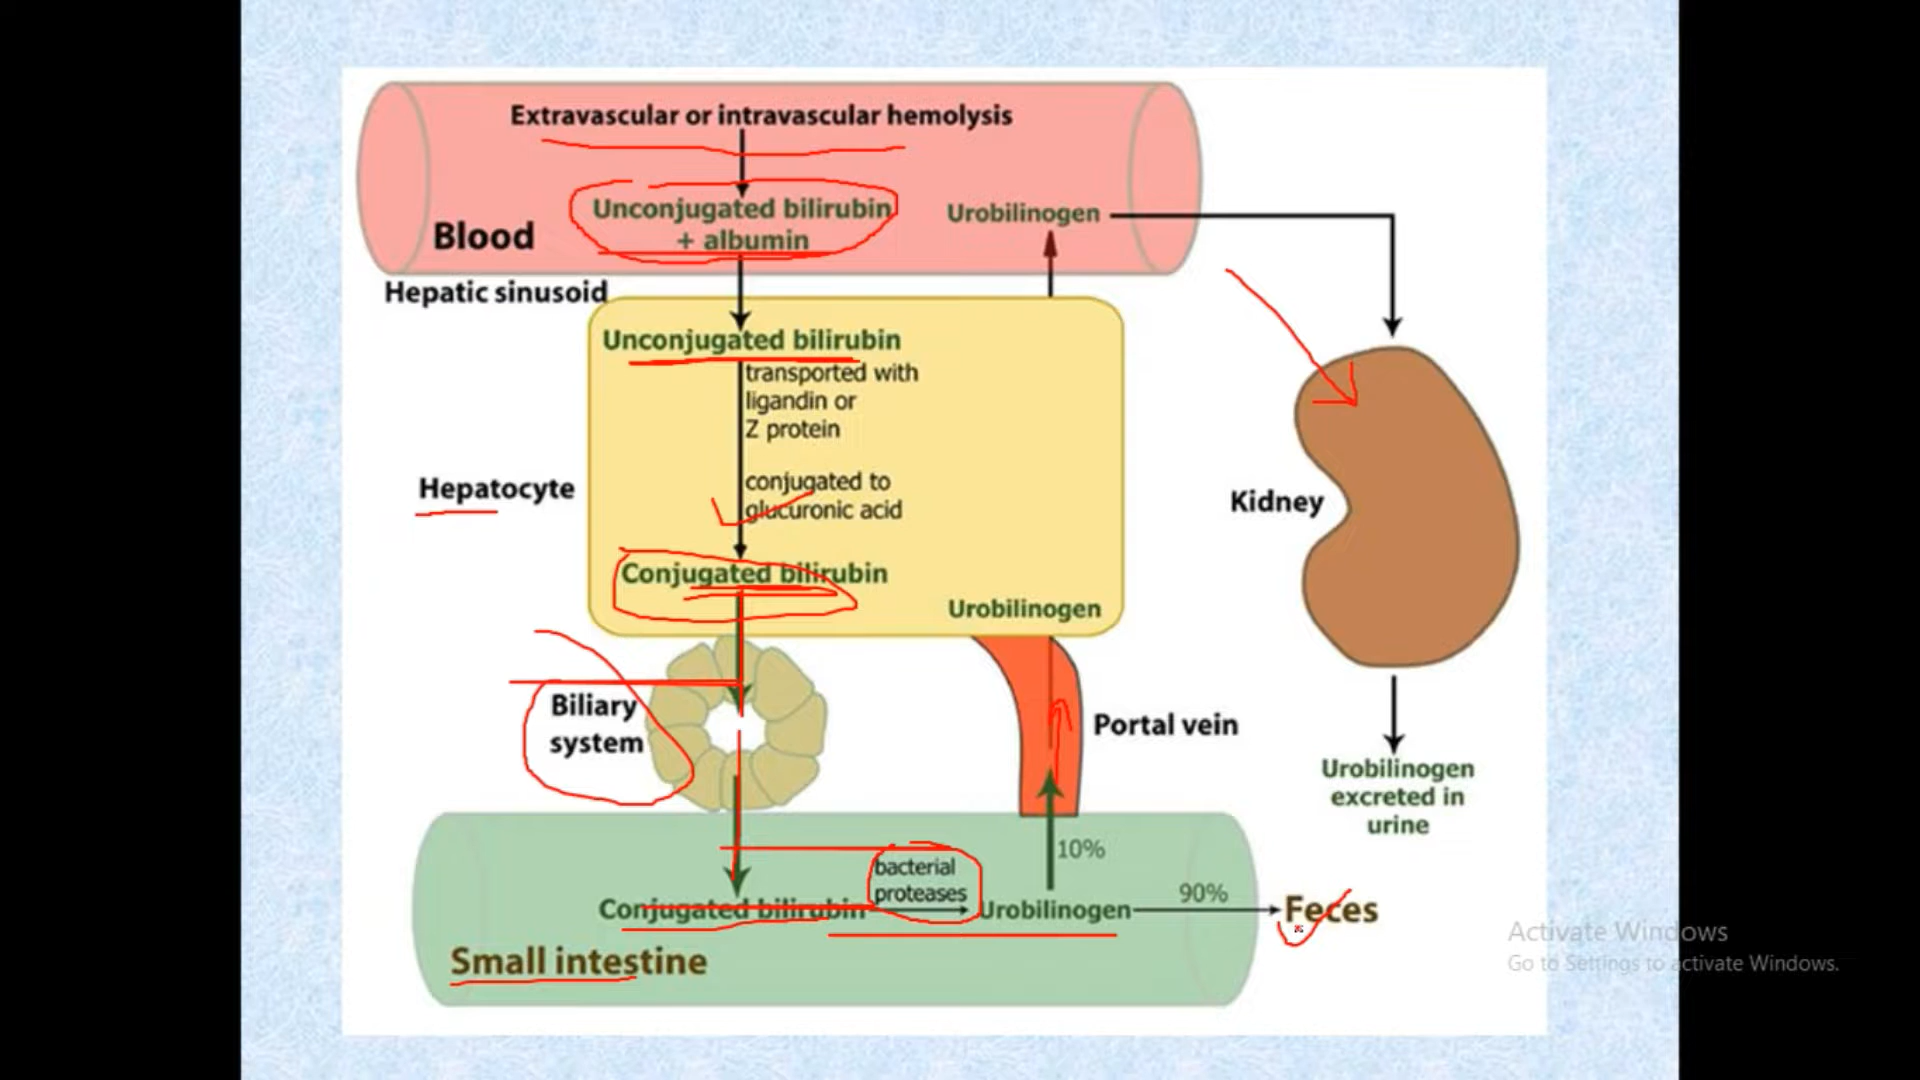 Extravascular or intravascular hemolysis
Unconjugated bilirubin
+ albumin
Urobilinogen
Blood
Hepatic sinusoid
Unconjugated bilirubin
transported with
ligandin or
Z protein
conjugated to
glucuronic acid
Hepatocyte
Conjugated bilirubin
Urobilinogen
Kidney
Biliary
system
Portal vein
Urobilinogen
excreted in
urine
10%
bacterial
proteases
Conjugated bilirubin
Urobilinogen
90%
Feces
Small intestine
Activate Windows
Go to Settings to activate Windows.